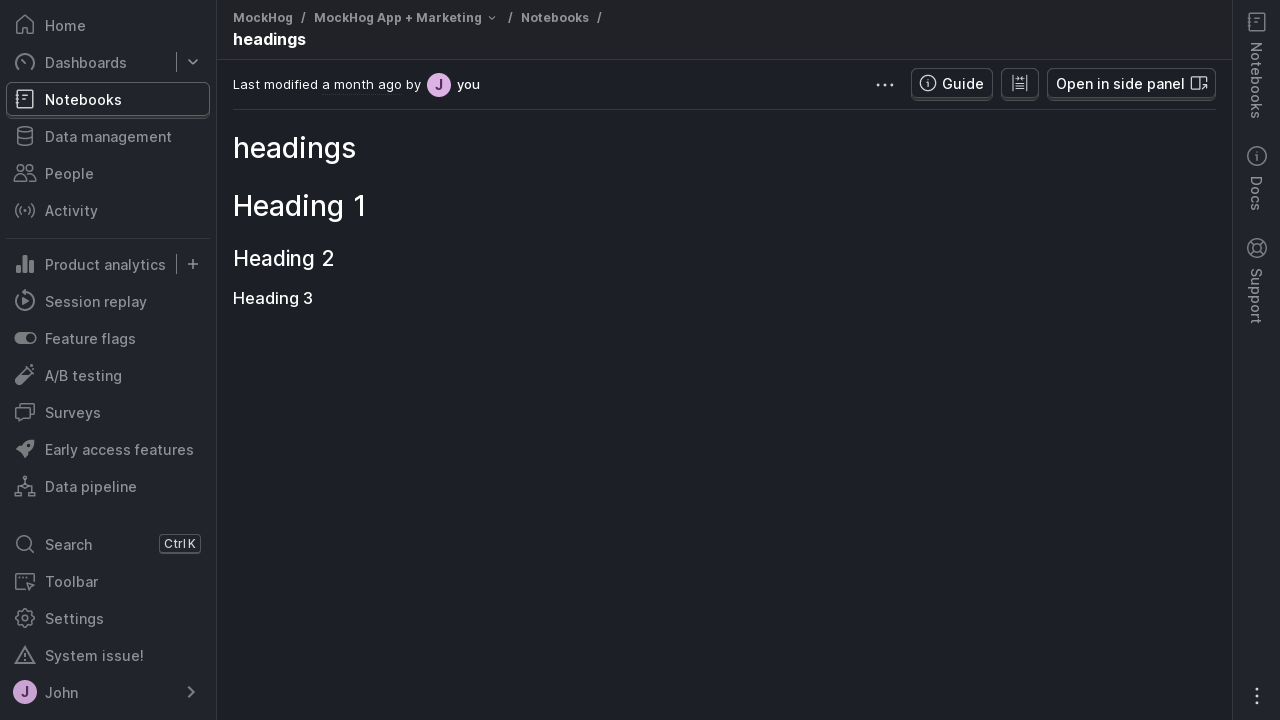 Home
Dashboards
Notebooks
Data management
People
Activity
Product analytics
Session replay
Feature flags
A/B testing
Surveys
Early access features
Data pipeline
Search Ctrl K
Toolbar
Settings
System issue!
J John
MockHog / MockHog App + Marketing / Notebooks /
headings
Last modified a month ago by J you
Guide
Open in side panel
headings
Heading 1
Heading 2
Heading 3
Notebooks
Docs
Support